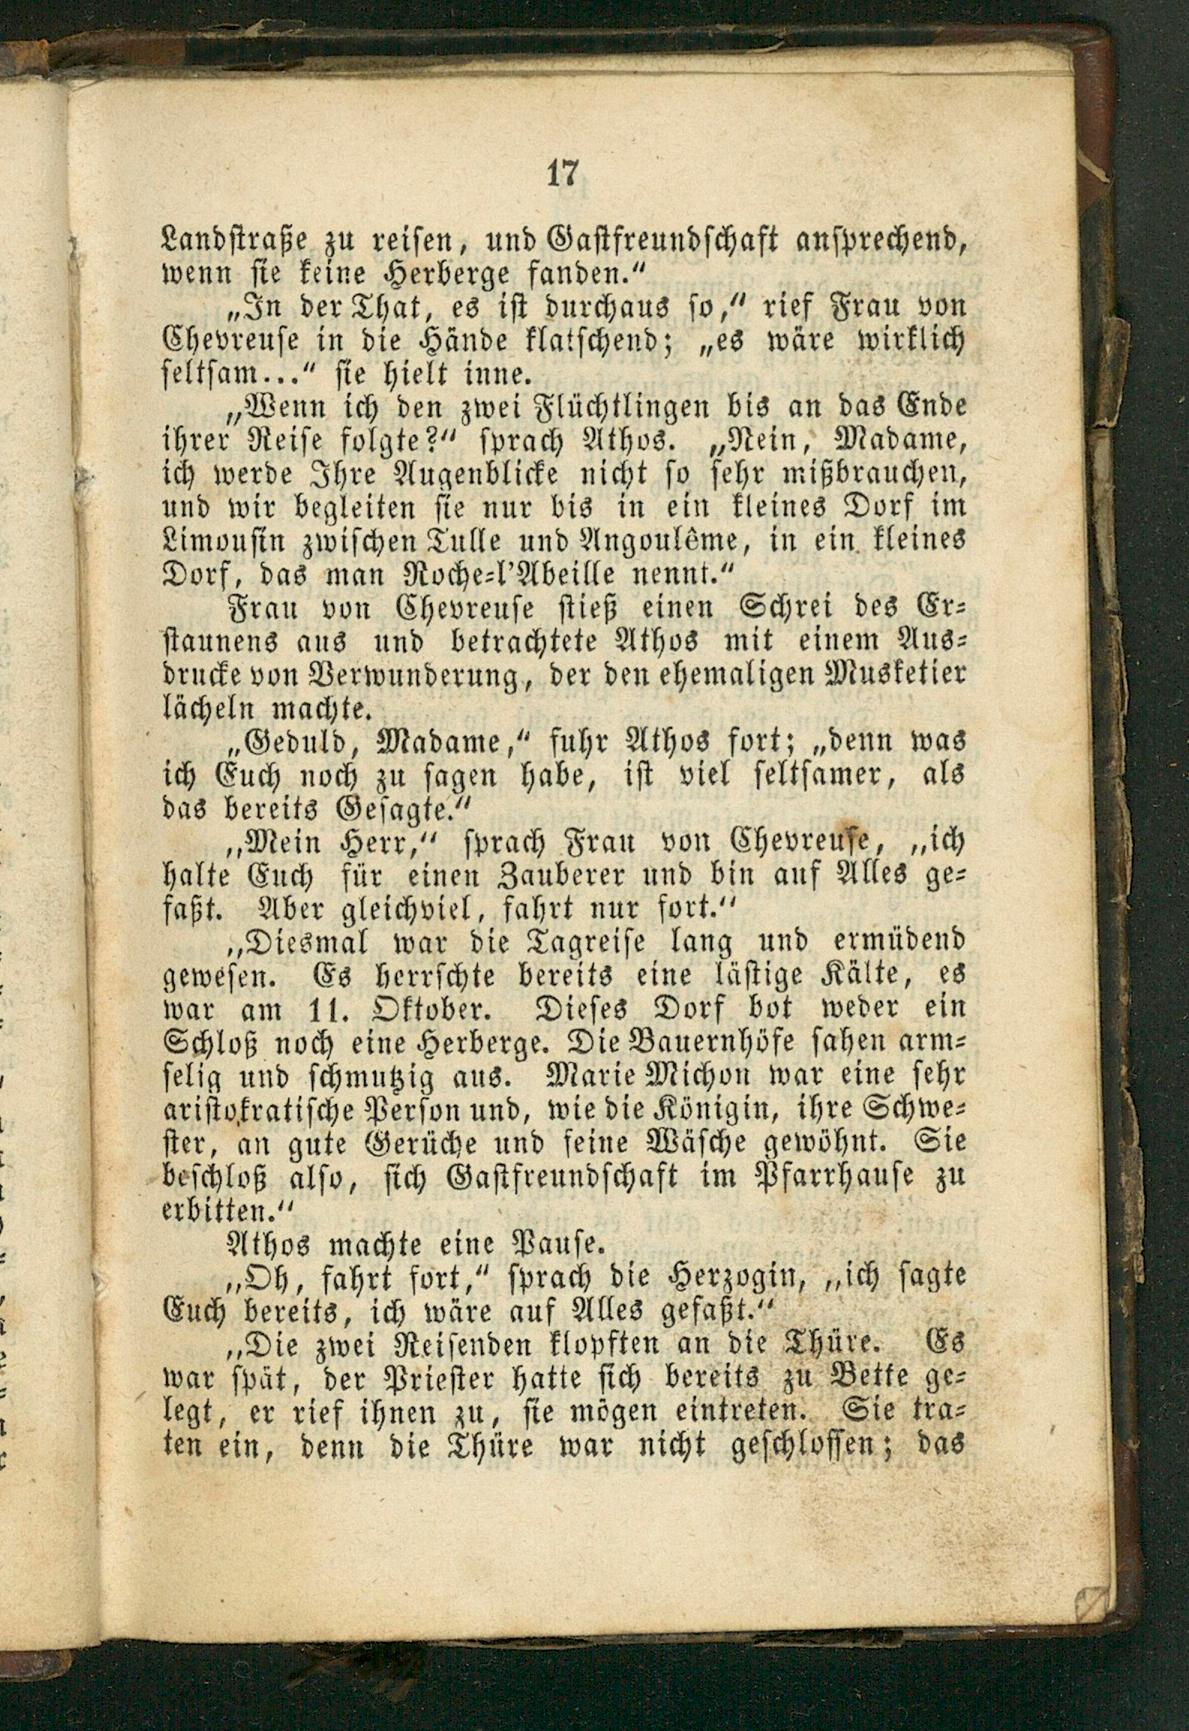 17
Landstraße zu reisen, und Gastfreundschaft ansprechend,
wenn sie keine Herberge fanden.“
„In der That, es ist durchaus so,“ rief Frau von
Chevreuse in die Hände klatschend; „es wäre wirklich
seltsam...“ sie hielt inne.
„Wenn ich den zwei Flüchtlingen bis an das Ende
ihrer Reise folgte?“ sprach Athos. „Nein, Madame,
ich werde Ihre Augenblicke nicht so sehr mißbrauchen,
und wir begleiten sie nur bis in ein kleines Dorf im
Limousin zwischen Tulle und Angoulême, in ein kleines
Dorf, das man Roche-l’Abeille nennt.“
Frau von Chevreuse stieß einen Schrei des Er-
staunens aus und betrachtete Athos mit einem Aus-
drucke von Verwunderung, der den ehemaligen Musketier
lächeln machte.
„Geduld, Madame,“ fuhr Athos fort; „denn was
ich Euch noch zu sagen habe, ist viel seltsamer, als
das bereits Gesagte.“
„Mein Herr,“ sprach Frau von Chevreuse, „ich
halte Euch für einen Zauberer und bin auf Alles ge-
faßt. Aber gleichviel, fahrt nur fort.“
„Diesmal war die Tagreise lang und ermüdend
gewesen. Es herrschte bereits eine lästige Kälte, es
war am 11. Oktober. Dieses Dorf bot weder ein
Schloß noch eine Herberge. Die Bauernhöfe sahen arm-
selig und schmutzig aus. Marie Michon war eine sehr
aristokratische Person und, wie die Königin, ihre Schwe-
ster, an gute Gerüche und feine Wäsche gewöhnt. Sie
beschloß also, sich Gastfreundschaft im Pfarrhause zu
erbitten.“
Athos machte eine Pause.
„Oh, fahrt fort,“ sprach die Herzogin, „ich sagte
Euch bereits, ich wäre auf Alles gefaßt.“
„Die zwei Reisenden klopften an die Thüre. Es
war spät, der Priester hatte sich bereits zu Bette ge-
legt, er rief ihnen zu, sie mögen eintreten. Sie tra-
ten ein, denn die Thüre war nicht geschlossen; das